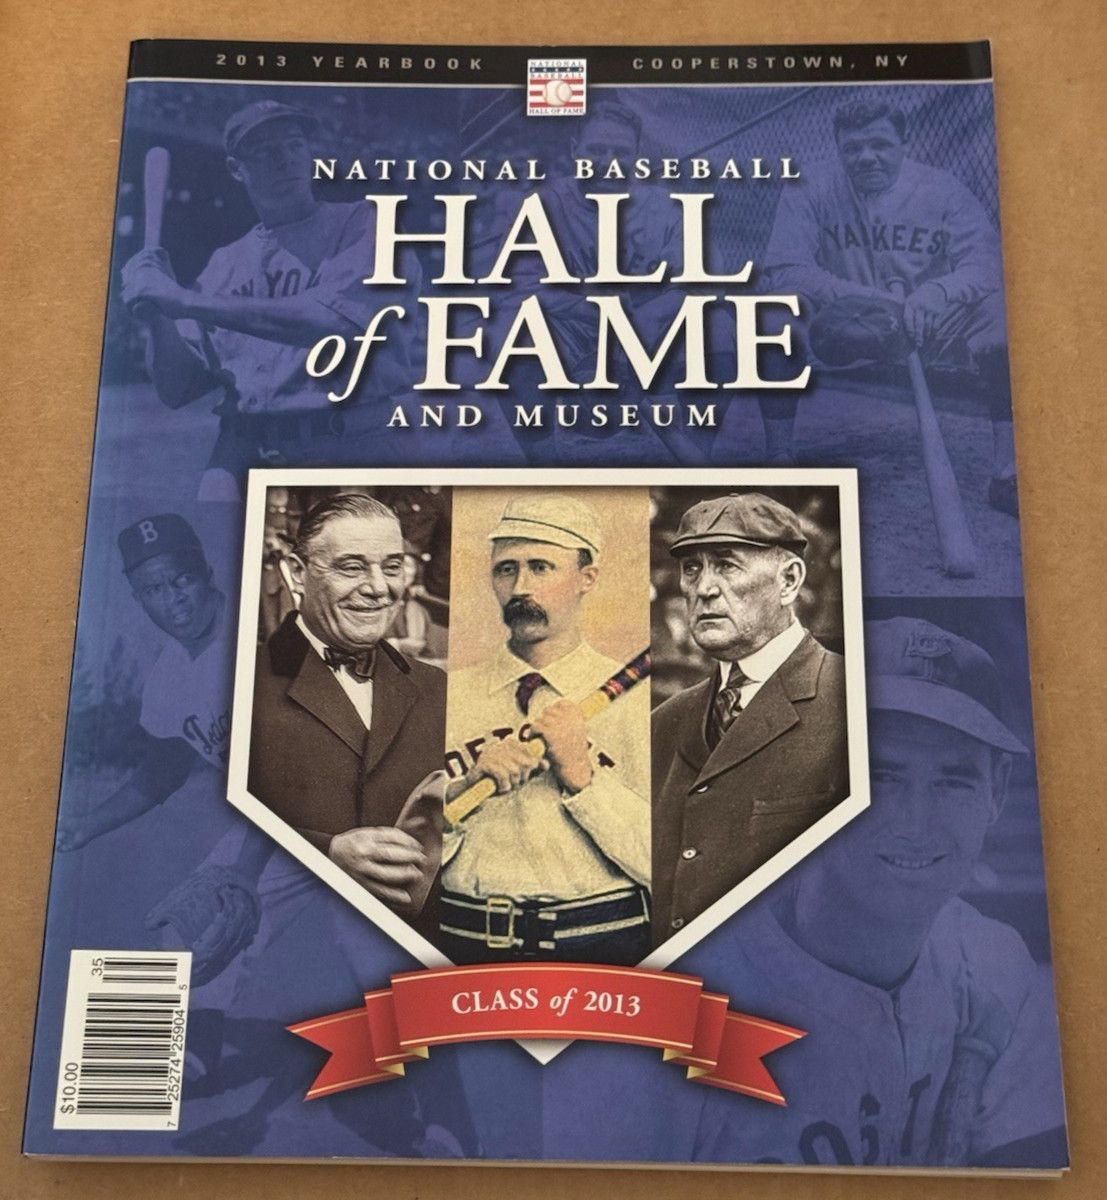 2013 YEARBOOK
COOPERSTOWN, NY
NATIONAL
BASEBALL
HALL OF FAME
NATIONAL BASEBALL
HALL
of FAME
AND MUSEUM
YANKEES
B
CLASS of 2013
$10.00
35
7 25274 25904 5